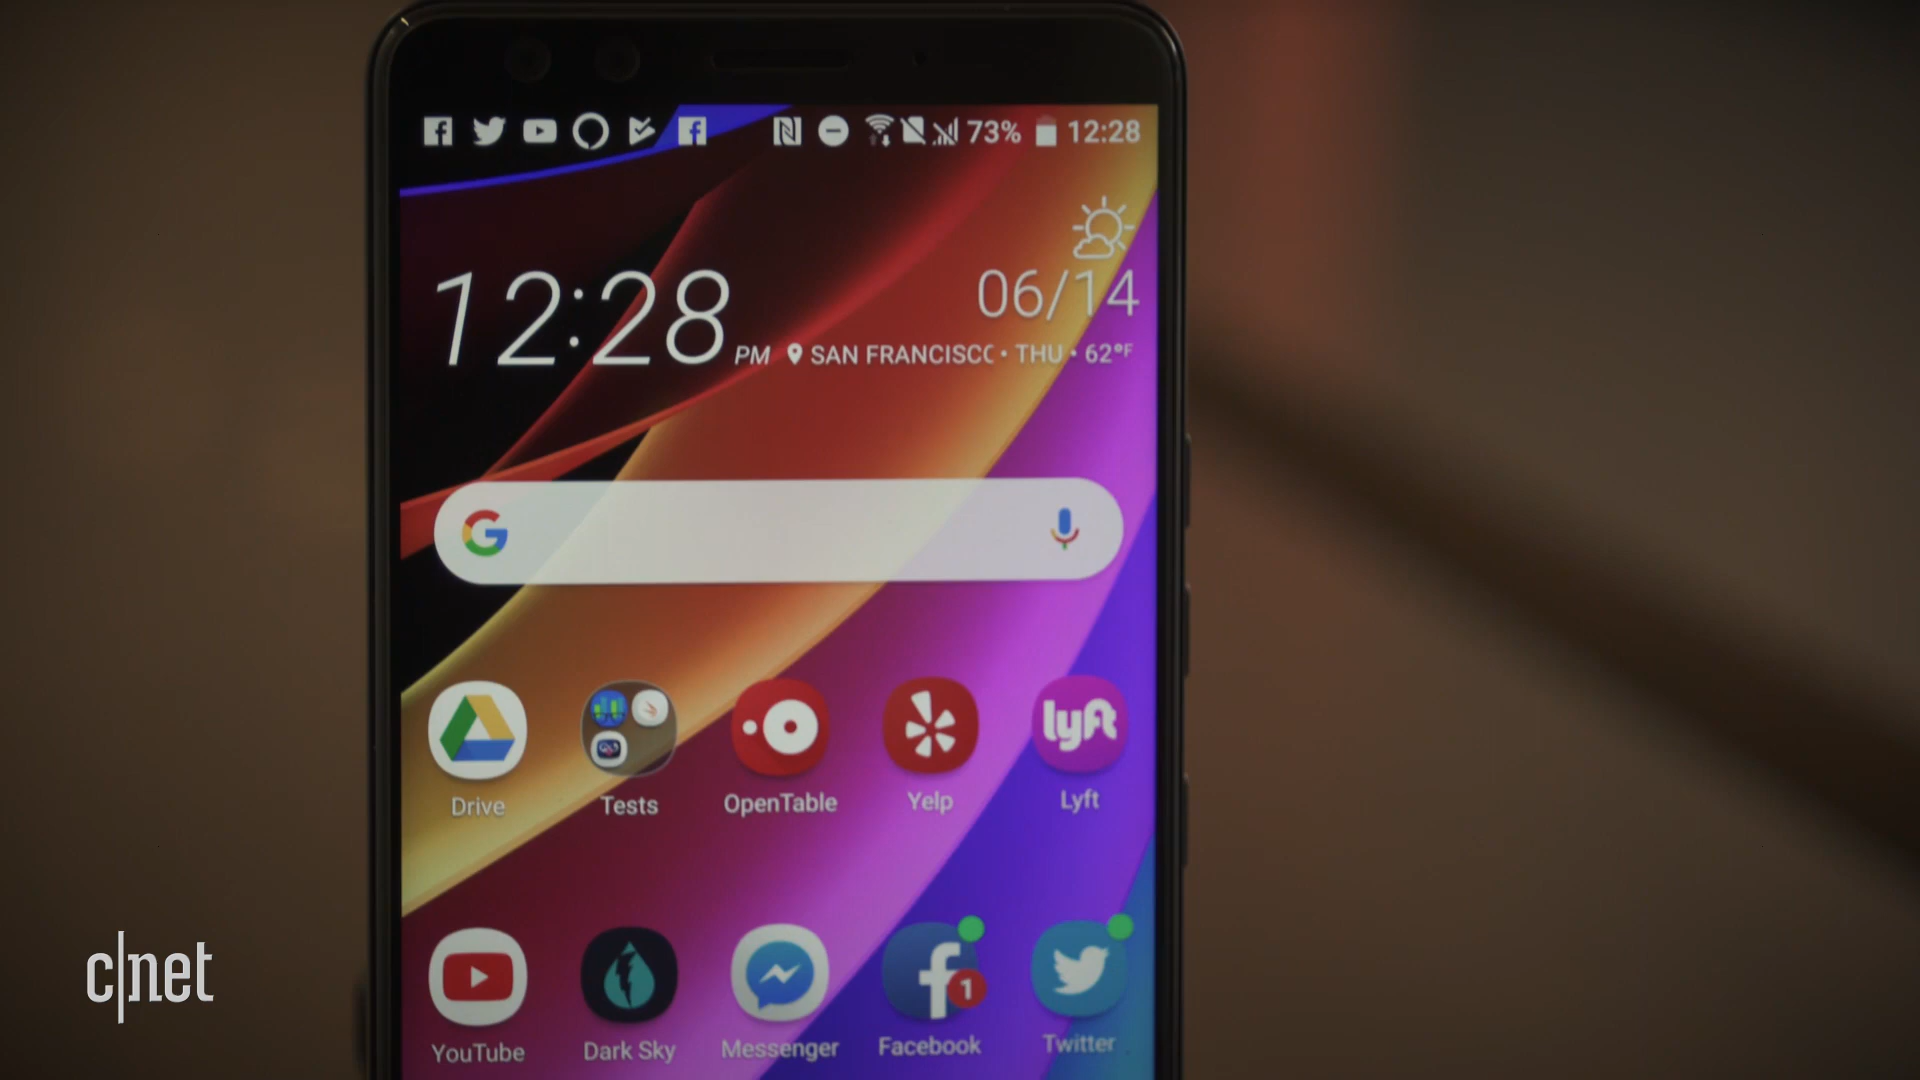 73% 12:28
12:28 PM
06/14
SAN FRANCISCC • THU • 62°F
G
Drive Tests OpenTable Yelp lyft Lyft
1
YouTube Dark Sky Messenger Facebook Twitter
c|net